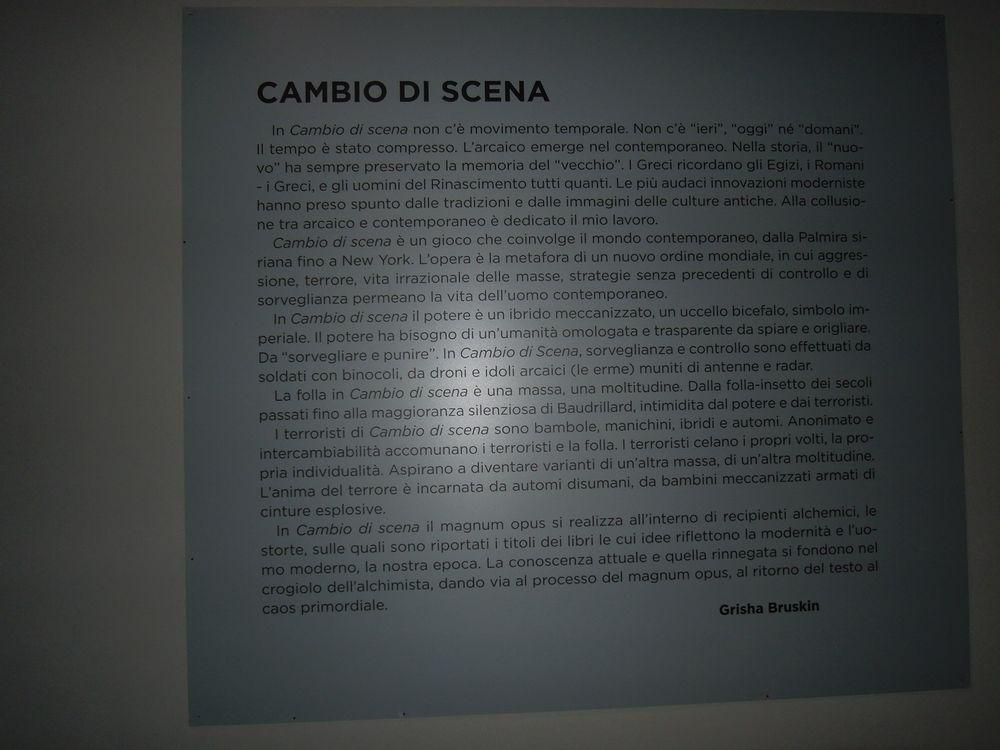 CAMBIO DI SCENA
In Cambio di scena non c'è movimento temporale. Non c'è "ieri", "oggi" né "domani".
Il tempo è stato compresso. L'arcaico emerge nel contemporaneo. Nella storia, il "nuo-
vo" ha sempre preservato la memoria del "vecchio". I Greci ricordano gli Egizi, i Romani
- i Greci, e gli uomini del Rinascimento tutti quanti. Le più audaci innovazioni moderniste
hanno preso spunto dalle tradizioni e dalle immagini delle culture antiche. Alla collusio-
ne tra arcaico e contemporaneo è dedicato il mio lavoro.
Cambio di scena è un gioco che coinvolge il mondo contemporaneo, dalla Palmira si-
riana fino a New York. L'opera è la metafora di un nuovo ordine mondiale, in cui aggres-
sione, terrore, vita irrazionale delle masse, strategie senza precedenti di controllo e di
sorveglianza permeano la vita dell'uomo contemporaneo.
In Cambio di scena il potere è un ibrido meccanizzato, un uccello bicefalo, simbolo im-
periale. Il potere ha bisogno di un'umanità omologata e trasparente da spiare e origliare.
Da "sorvegliare e punire". In Cambio di Scena, sorveglianza e controllo sono effettuati da
soldati con binocoli, da droni e idoli arcaici (le erme) muniti di antenne e radar.
La folla in Cambio di scena è una massa, una moltitudine. Dalla folla-insetto dei secoli
passati fino alla maggioranza silenziosa di Baudrillard, intimidita dal potere e dai terroristi.
I terroristi di Cambio di scena sono bambole, manichini, ibridi e automi. Anonimato e
intercambiabilità accomunano i terroristi e la folla. I terroristi celano i propri volti, la pro-
pria individualità. Aspirano a diventare varianti di un'altra massa, di un'altra moltitudine.
L'anima del terrore è incarnata da automi disumani, da bambini meccanizzati armati di
cinture esplosive.
In Cambio di scena il magnum opus si realizza all'interno di recipienti alchemici, le
storte, sulle quali sono riportati i titoli dei libri le cui idee riflettono la modernità e l'uo-
mo moderno, la nostra epoca. La conoscenza attuale e quella rinnegata si fondono nel
crogiolo dell'alchimista, dando via al processo del magnum opus, al ritorno del testo al
caos primordiale.
Grisha Bruskin